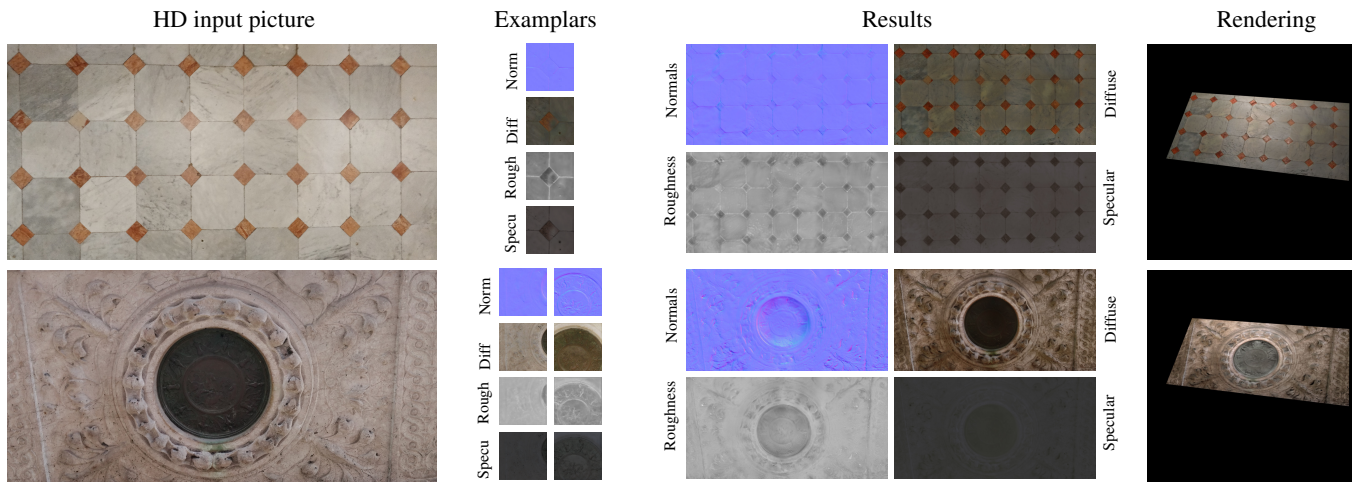 HD input picture
Examplars
Results
Rendering
Norm
Diff
Rough
Specu
Normals
Diffuse
Roughness
Specular
Norm
Diff
Rough
Specu
Normals
Diffuse
Roughness
Specular